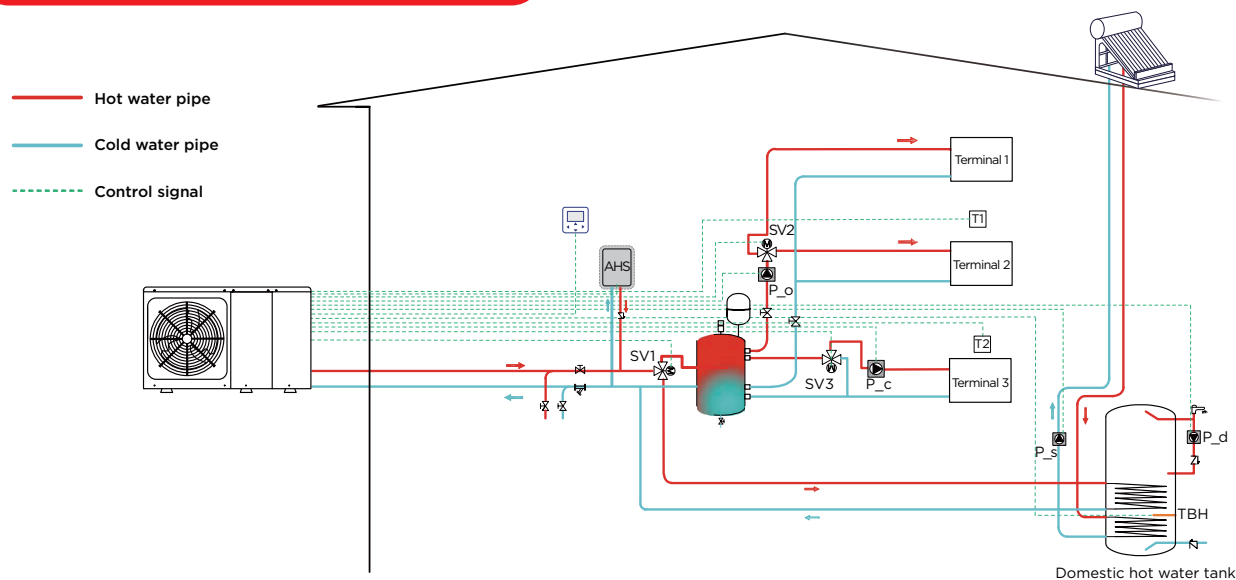 Hot water pipe
Cold water pipe
Control signal
Terminal 1
T1
SV2
M
Terminal 2
AHS
P_o
SV1
M
T2
SV3
M
P_c
Terminal 3
P_s
P_d
TBH
Domestic hot water tank